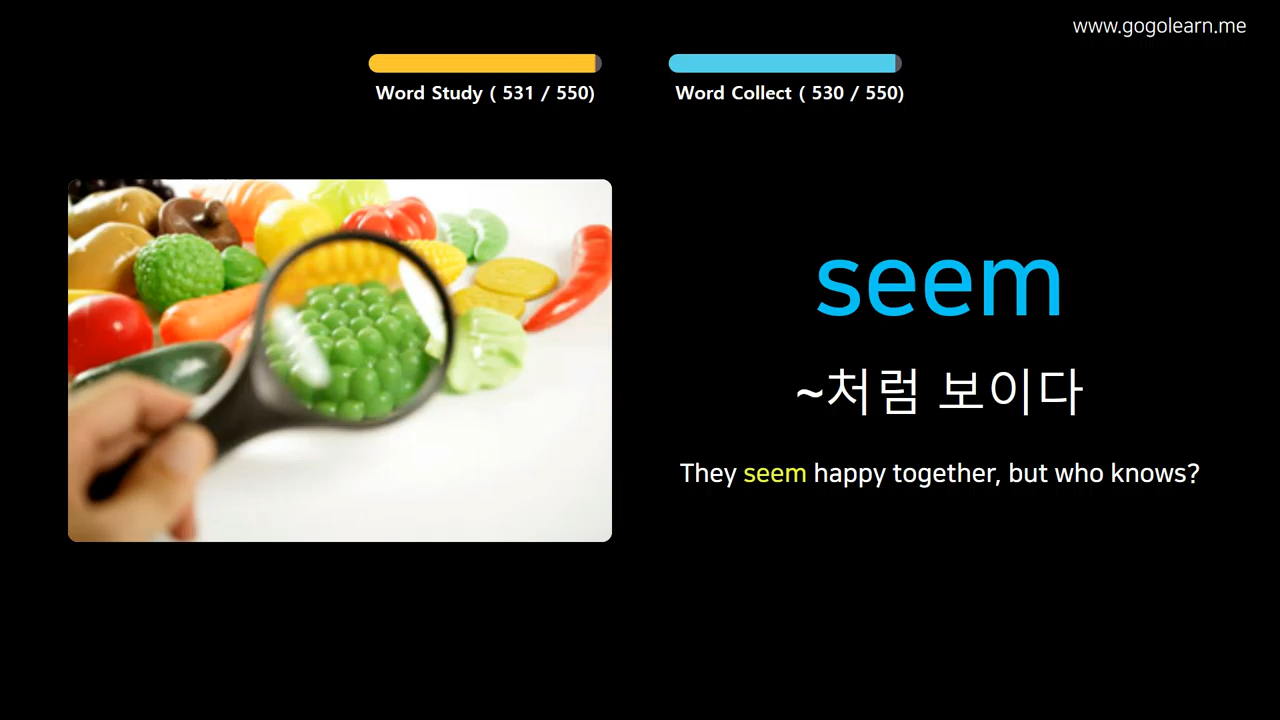 www.gogolearn.me
Word Study ( 531 / 550)
Word Collect ( 530 / 550)
seem
~처럼 보이다
They seem happy together, but who knows?